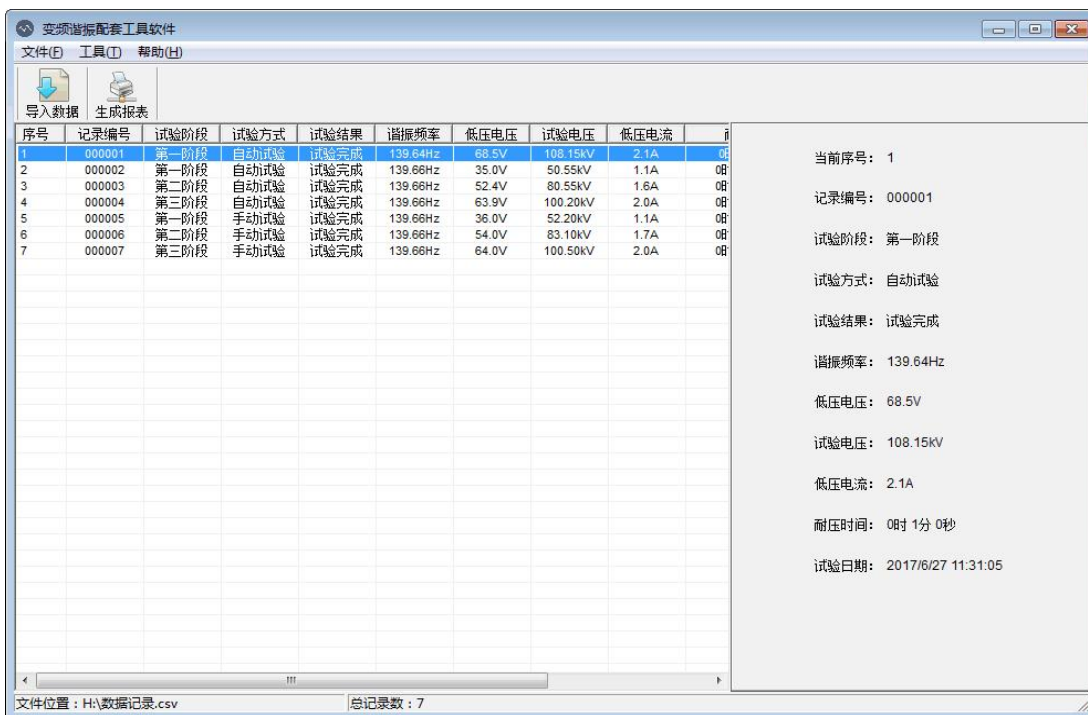 变频谐振配套工具软件
文件(F) 工具(T) 帮助(H)
导入数据 生成报表
序号 记录编号 试验阶段 试验方式 试验结果 谐振频率 低压电压 试验电压 低压电流
1 000001 第一阶段 自动试验 试验完成 139.64Hz 68.5V 108.15kV 2.1A 0时
2 000002 第一阶段 自动试验 试验完成 139.66Hz 35.0V 50.55kV 1.1A 0时
3 000003 第二阶段 自动试验 试验完成 139.66Hz 52.4V 80.55kV 1.6A 0时
4 000004 第三阶段 自动试验 试验完成 139.66Hz 63.9V 100.20kV 2.0A 0时
5 000005 第一阶段 手动试验 试验完成 139.66Hz 36.0V 52.20kV 1.1A 0时
6 000006 第二阶段 手动试验 试验完成 139.66Hz 54.0V 83.10kV 1.7A 0时
7 000007 第三阶段 手动试验 试验完成 139.66Hz 64.0V 100.50kV 2.0A 0时
当前序号： 1
记录编号： 000001
试验阶段： 第一阶段
试验方式： 自动试验
试验结果： 试验完成
谐振频率： 139.64Hz
低压电压： 68.5V
试验电压： 108.15kV
低压电流： 2.1A
耐压时间： 0时 1分 0秒
试验日期： 2017/6/27 11:31:05
文件位置：H:\数据记录.csv 总记录数：7